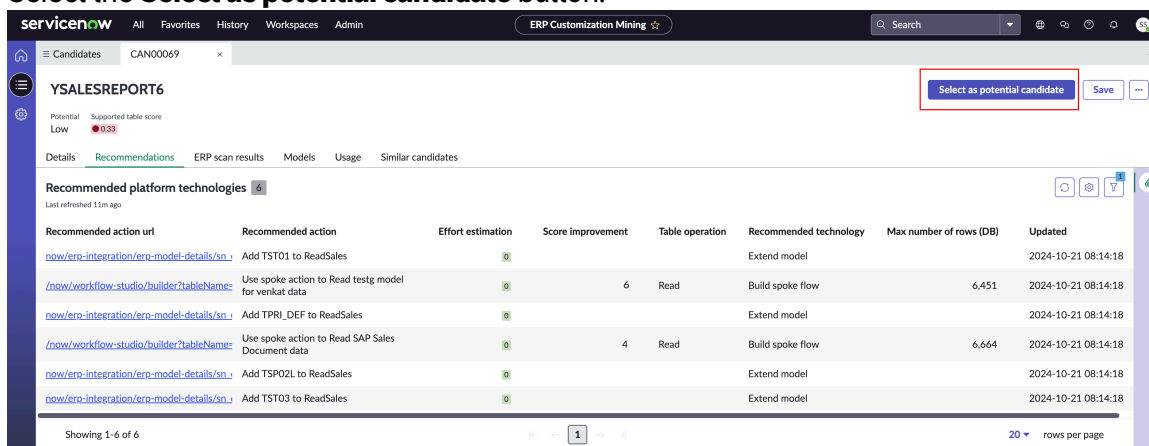 Select the Select as potential candidate button.
servicenow All Favorites History Workspaces Admin ERP Customization Mining Search SS
Candidates CAN00069 ×
YSALESREPORT6 Select as potential candidate Save ...
Potential Supported table score
Low 0.33
Details Recommendations ERP scan results Models Usage Similar candidates
Recommended platform technologies 6 1
Last refreshed 11m ago
Recommended action url Recommended action Effort estimation Score improvement Table operation Recommended technology Max number of rows (DB) Updated
now/erp-integration/erp-model-details/sn_ Add TST01 to ReadSales 0 Extend model 2024-10-21 08:14:18
/now/workflow-studio/builder?tableName= Use spoke action to Read testg model for venkat data 0 6 Read Build spoke flow 6,451 2024-10-21 08:14:18
now/erp-integration/erp-model-details/sn_ Add TPRI_DEF to ReadSales 0 Extend model 2024-10-21 08:14:18
/now/workflow-studio/builder?tableName= Use spoke action to Read SAP Sales Document data 0 4 Read Build spoke flow 6,664 2024-10-21 08:14:18
now/erp-integration/erp-model-details/sn_ Add TSP02L to ReadSales 0 Extend model 2024-10-21 08:14:18
now/erp-integration/erp-model-details/sn_ Add TST03 to ReadSales 0 Extend model 2024-10-21 08:14:18
Showing 1-6 of 6 1 20 rows per page